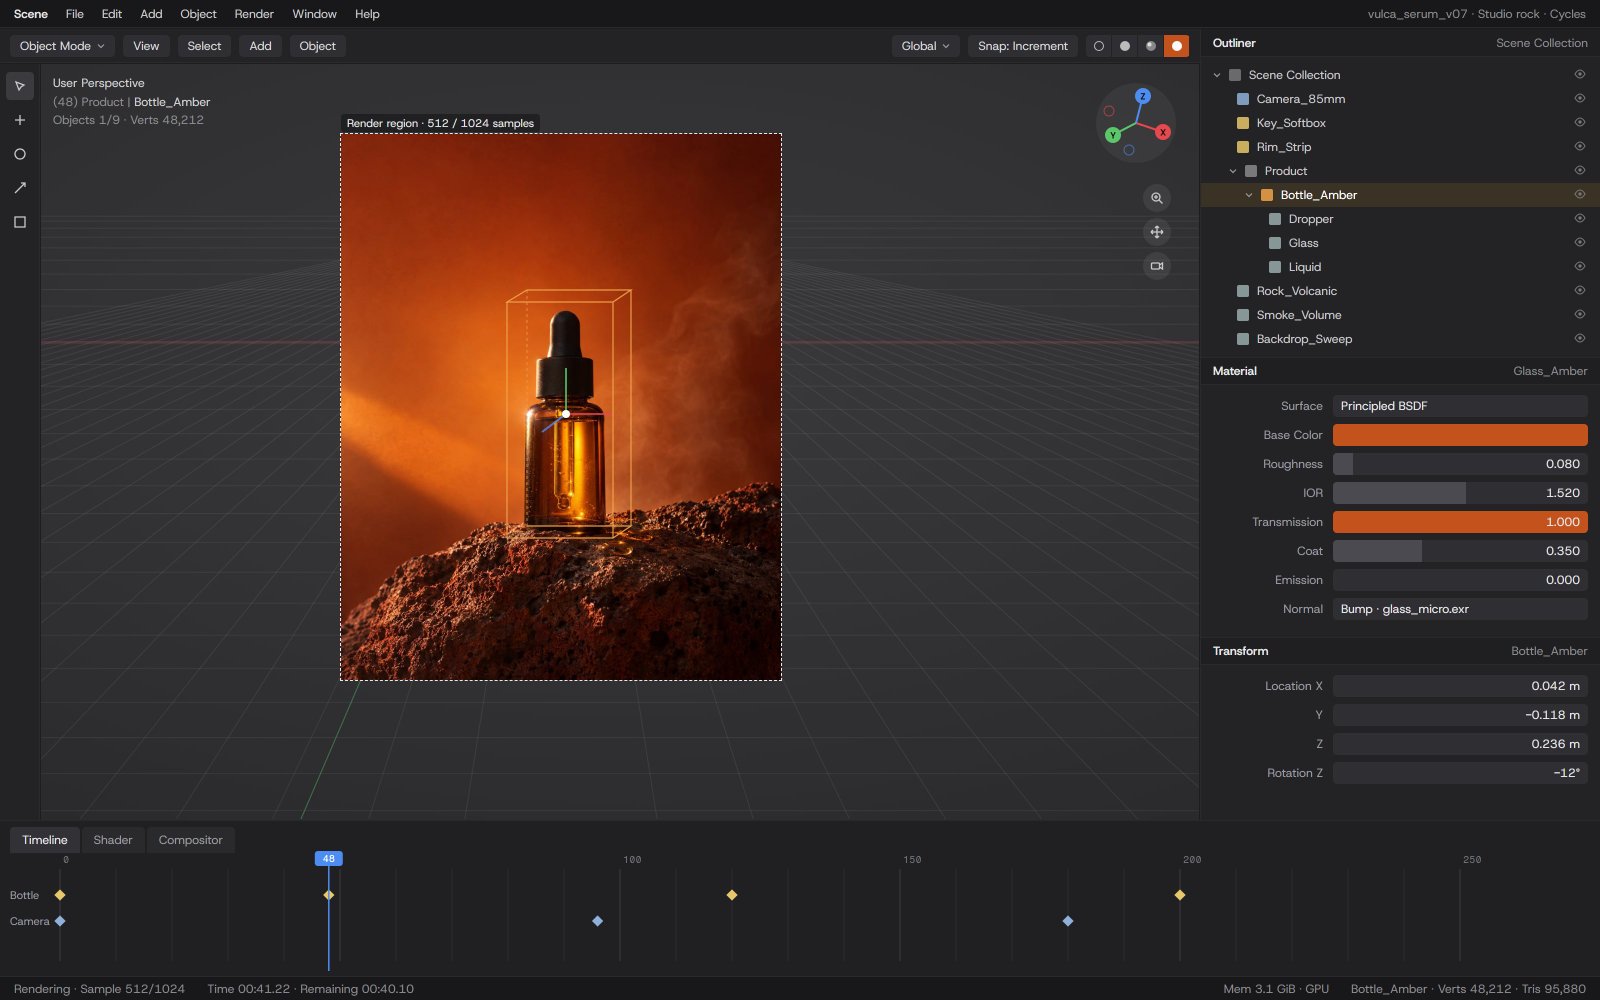 Scene File Edit Add Object Render Window Help
vulca_serum_v07 · Studio rock · Cycles
Object Mode View Select Add Object
Global Snap: Increment
User Perspective
(48) Product | Bottle_Amber
Objects 1/9 · Verts 48,212
Render region · 512 / 1024 samples
Z
X
Y
Outliner Scene Collection
Scene Collection
Camera_85mm
Key_Softbox
Rim_Strip
Product
Bottle_Amber
Dropper
Glass
Liquid
Rock_Volcanic
Smoke_Volume
Backdrop_Sweep
Material Glass_Amber
Surface Principled BSDF
Base Color
Roughness 0.080
IOR 1.520
Transmission 1.000
Coat 0.350
Emission 0.000
Normal Bump · glass_micro.exr
Transform Bottle_Amber
Location X 0.042 m
Y −0.118 m
Z 0.236 m
Rotation Z −12°
Timeline Shader Compositor
0 48 100 150 200 250
Bottle
Camera
Rendering · Sample 512/1024 Time 00:41.22 · Remaining 00:40.10
Mem 3.1 GiB · GPU Bottle_Amber · Verts 48,212 · Tris 95,880